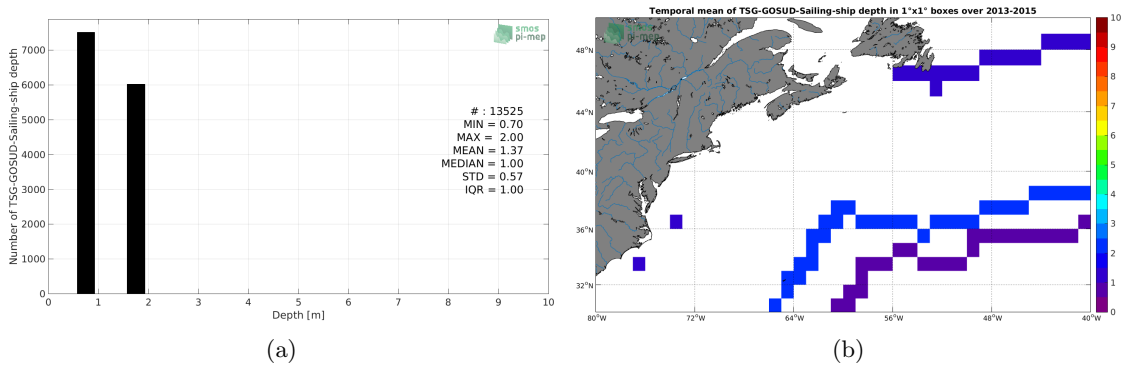 smos
pi-mep
7000
6000
5000
4000
3000
2000
1000
0
Number of TSG-GOSUD-Sailing-ship depth
# : 13525
MIN = 0.70
MAX = 2.00
MEAN = 1.37
MEDIAN = 1.00
STD = 0.57
IQR = 1.00
0 1 2 3 4 5 6 7 8 9 10
Depth [m]
(a)
Temporal mean of TSG-GOSUD-Sailing-ship depth in 1°x1° boxes over 2013-2015
smos
pi-mep
48°N
44°N
40°N
36°N
32°N
80°W 72°W 64°W 56°W 48°W 40°W
10
9
8
7
6
5
4
3
2
1
0
(b)